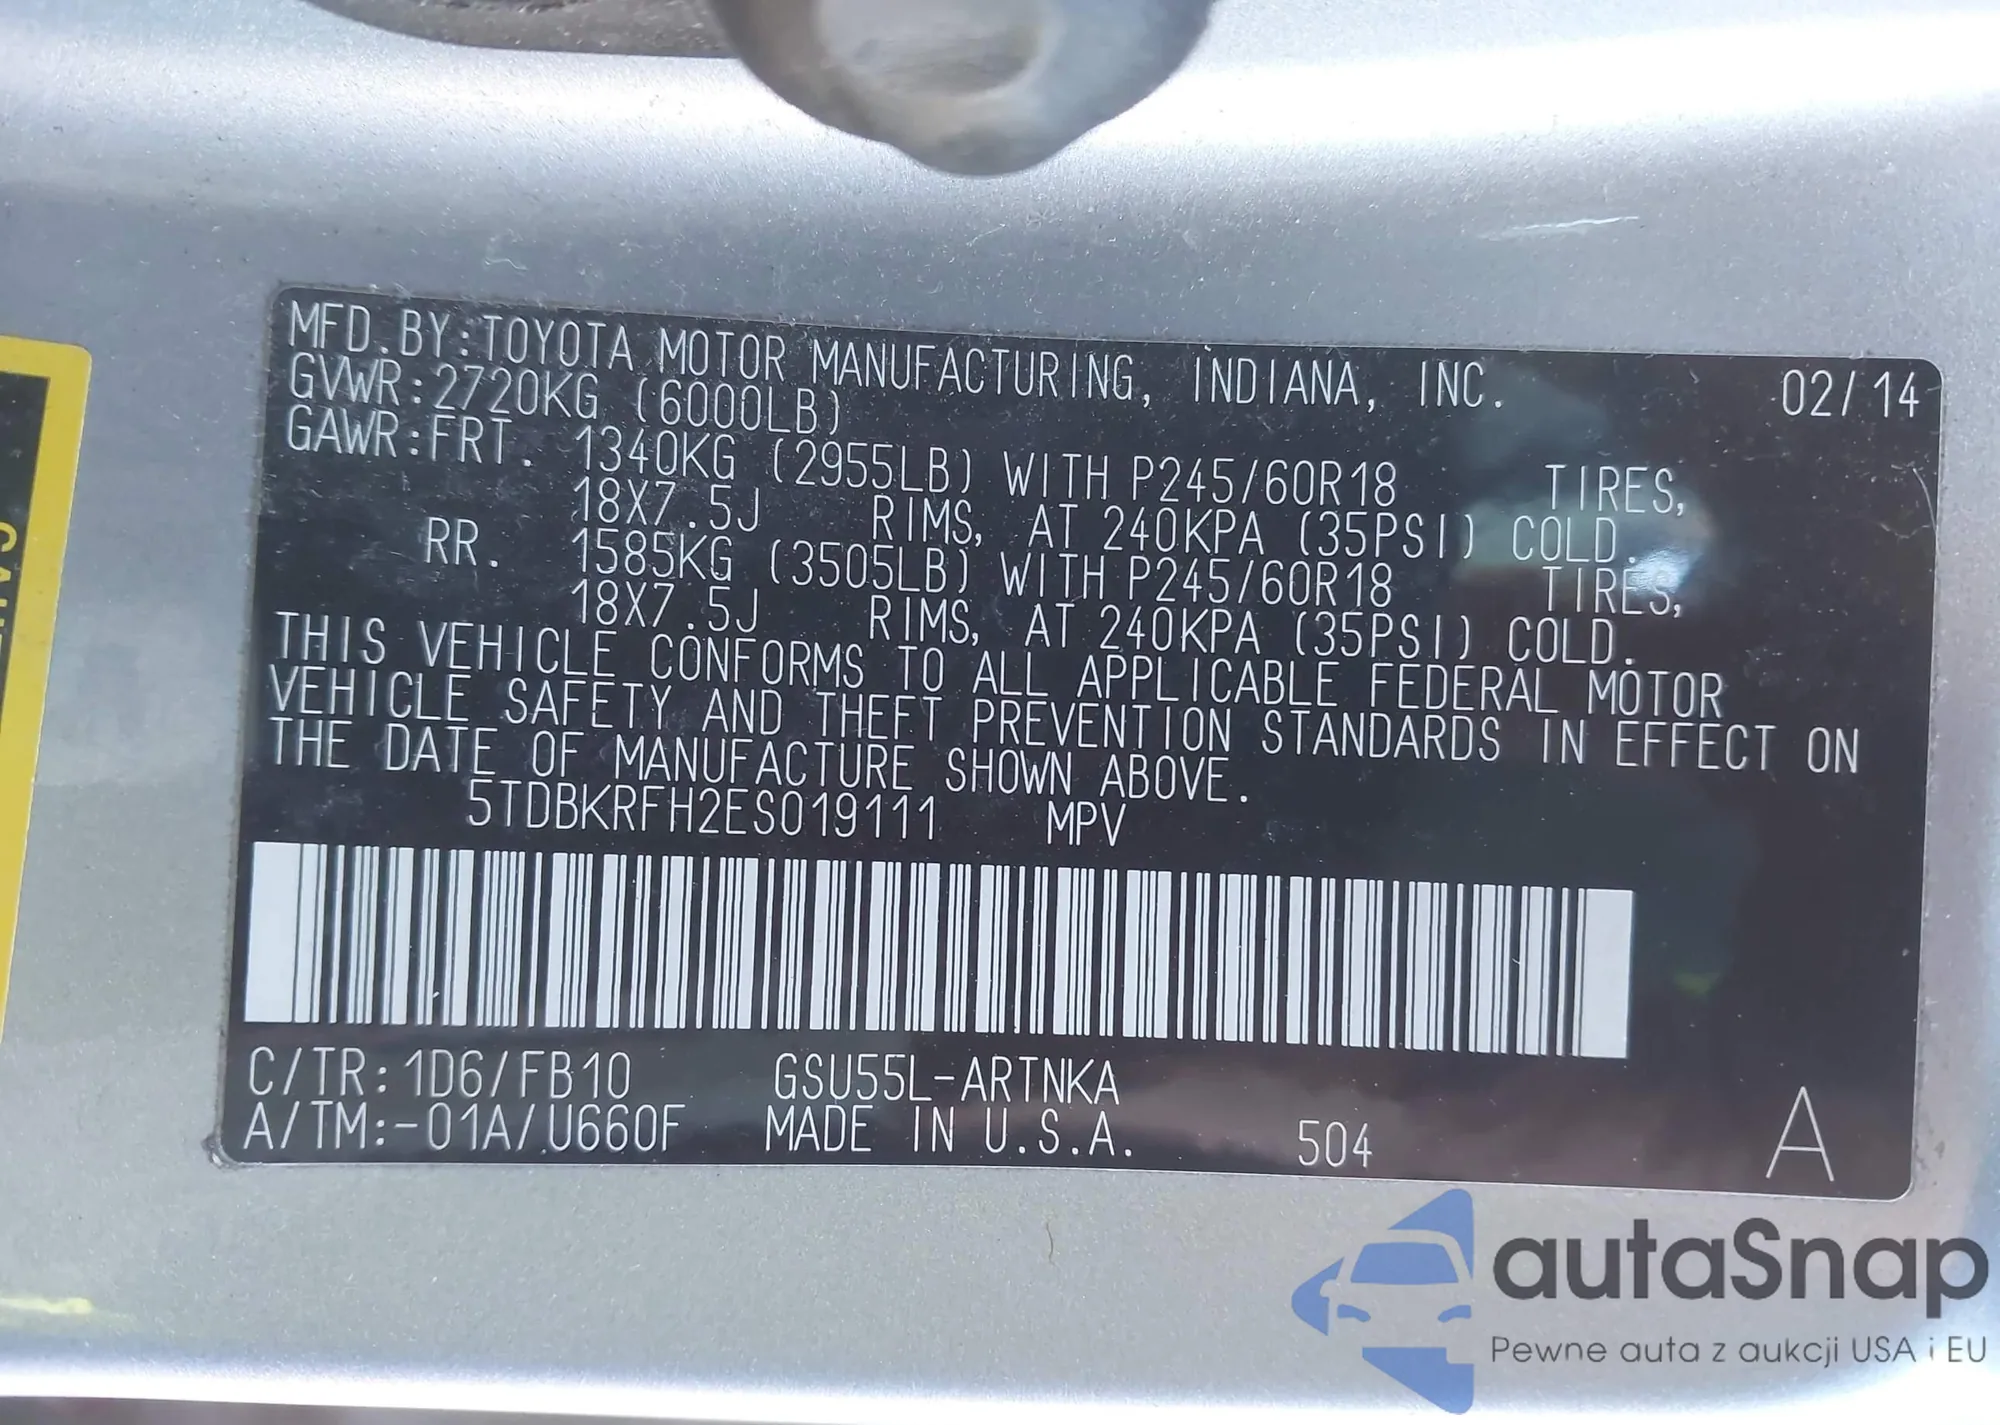 MFD.BY:TOYOTA MOTOR MANUFACTURING, INDIANA, INC. 02/14
GVWR:2720KG (6000LB)
GAWR:FRT. 1340KG (2955LB) WITH P245/60R18 TIRES,
18X7.5J RIMS, AT 240KPA (35PSI) COLD.
RR. 1585KG (3505LB) WITH P245/60R18 TIRES,
18X7.5J RIMS, AT 240KPA (35PSI) COLD.
THIS VEHICLE CONFORMS TO ALL APPLICABLE FEDERAL MOTOR
VEHICLE SAFETY AND THEFT PREVENTION STANDARDS IN EFFECT ON
THE DATE OF MANUFACTURE SHOWN ABOVE.
5TDBKRFH2ES019111 MPV
C/TR:1D6/FB10 GSU55L-ARTNKA
A/TM:-01A/U660F MADE IN U.S.A. 504 A
autaSnap
Pewne auta z aukcji USA i EU